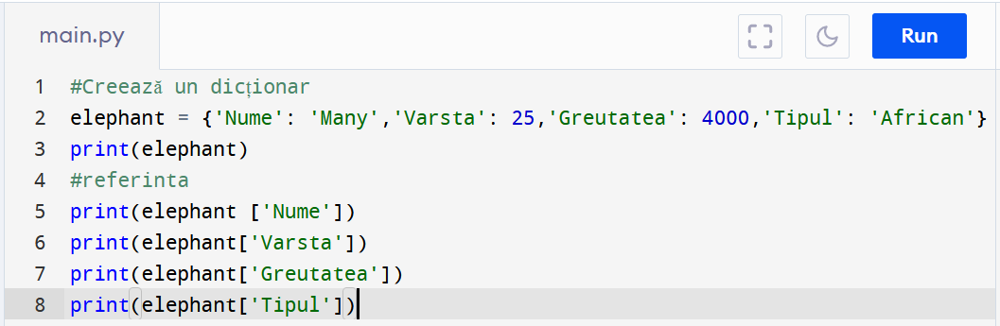 main.py
Run
1 #Creează un dicționar
2 elephant = {'Nume': 'Many','Varsta': 25,'Greutatea': 4000,'Tipul': 'African'}
3 print(elephant)
4 #referinta
5 print(elephant ['Nume'])
6 print(elephant['Varsta'])
7 print(elephant['Greutatea'])
8 print(elephant['Tipul'])